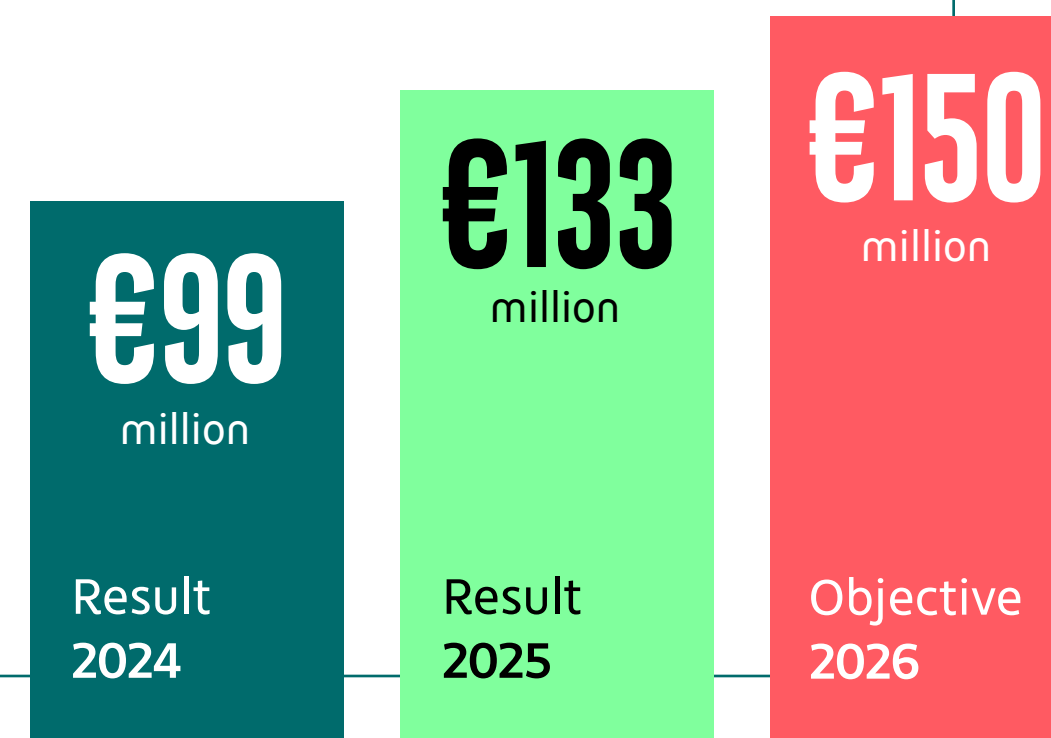 €99
million
Result
2024
€133
million
Result
2025
€150
million
Objective
2026